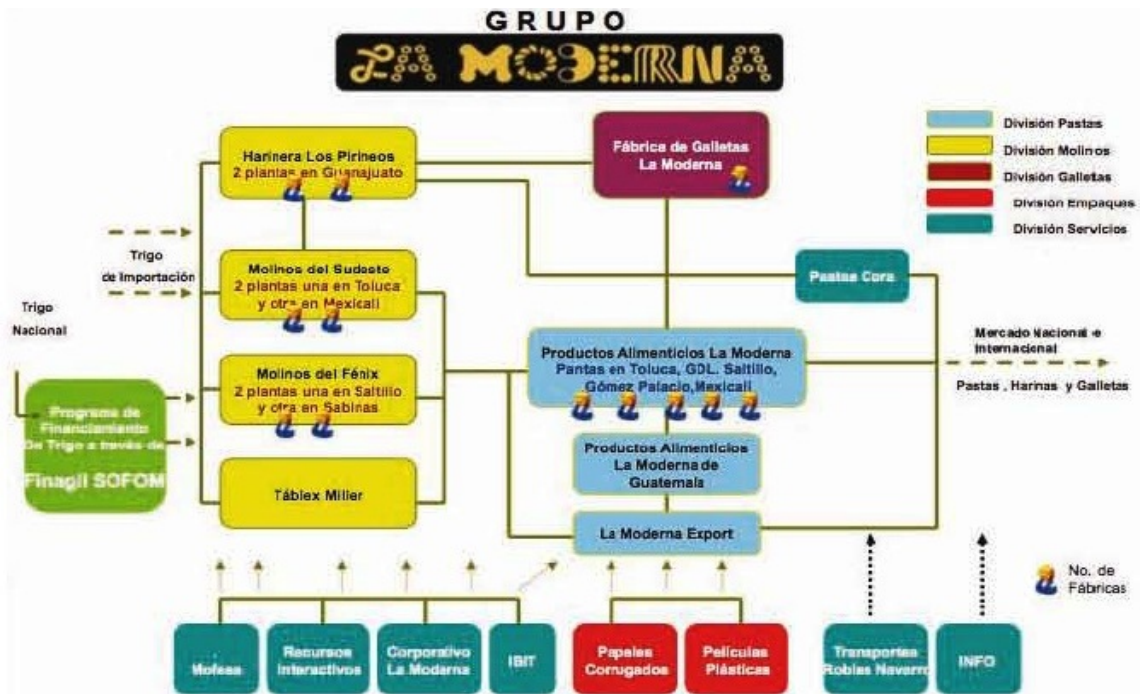 GRUPO
LA MODERNA
Harinera Los Pirineos
2 plantas en Guanajuato
Fábrica de Galletas
La Moderna
División Pastas
División Molinos
División Galletas
División Empaques
División Servicios
Trigo
de Importación
Molinos del Sudeste
2 plantas una en Toluca
y otra en Mexicali
Pastas Cora
Trigo
Nacional
Productos Alimenticios La Moderna
Pantas en Toluca, GDL. Saltillo,
Gómez Palacio,Mexicali
Mercado Nacional e
Internacional
Pastas , Harinas y Galletas
Molinos del Fénix
2 plantas una en Saltillo
y otra en Sabinas
Programa de
Financiamiento
De Trigo a través de
Finagil SOFOM
Productos Alimenticios
La Moderna de
Guatemala
Táblex Miller
La Moderna Export
No. de
Fábricas
Mofesa
Recursos
Interactivos
Corporativo
La Moderna
IBIT
Papeles
Corrugados
Películas
Plásticas
Transportes
Robles Navarro
INFO